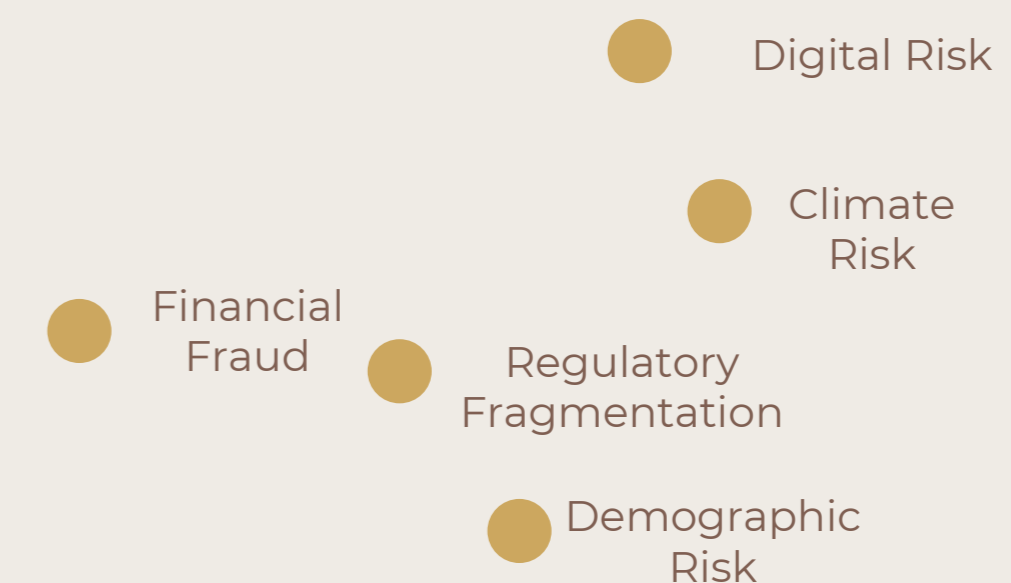 Digital Risk
Climate
Risk
Financial
Fraud
Regulatory
Fragmentation
Demographic
Risk